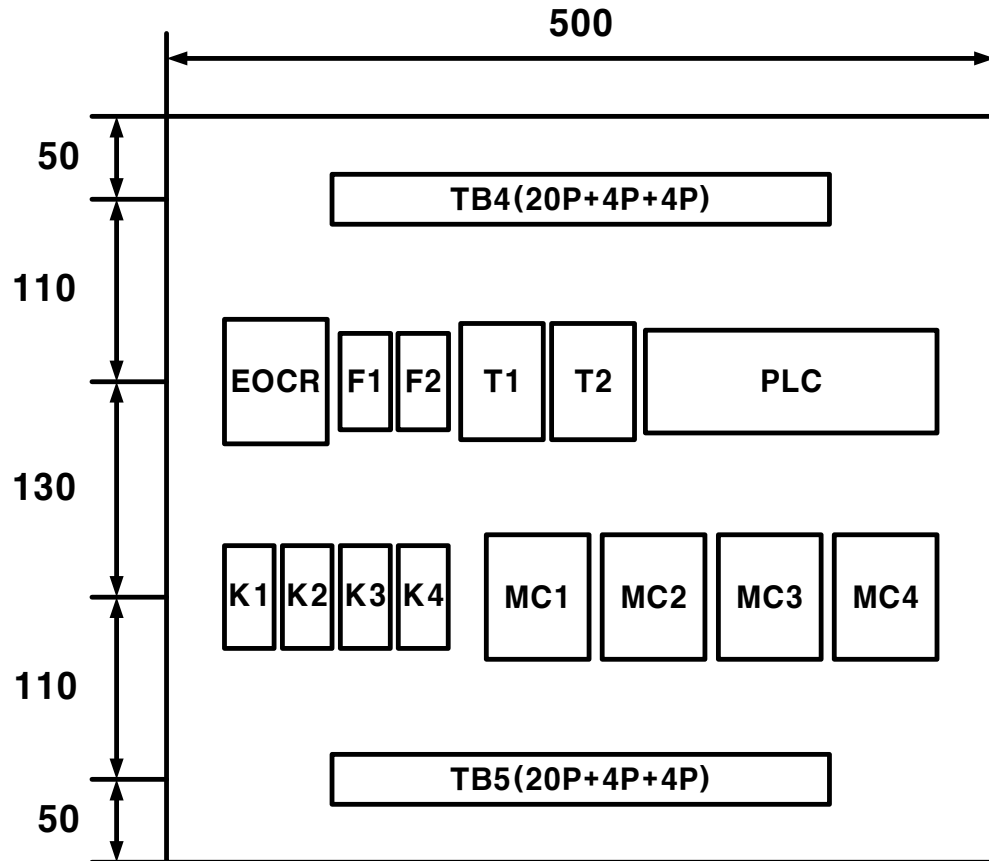 500
50
TB4(20P+4P+4P)
110
EOCR F1 F2 T1 T2 PLC
130
K1 K2 K3 K4 MC1 MC2 MC3 MC4
110
TB5(20P+4P+4P)
50